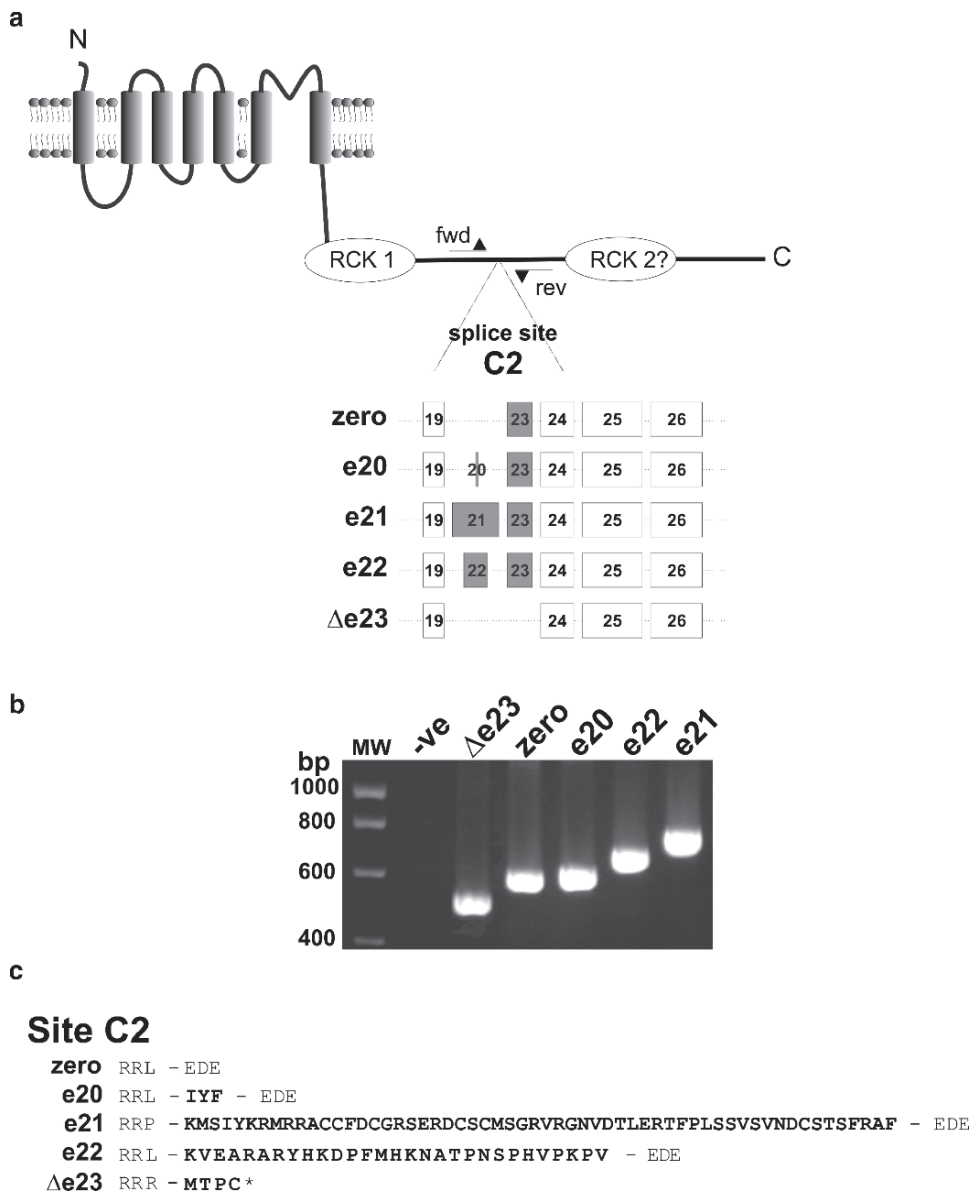 a
N
RCK 1
fwd
rev
RCK 2?
C
splice site
C2
zero 19 23 24 25 26
e20 19 20 23 24 25 26
e21 19 21 23 24 25 26
e22 19 22 23 24 25 26
Δe23 19 24 25 26
b
bp MW -ve Δe23 zero e20 e22 e21
1000
800
600
400
c
Site C2
zero RRL - EDE
e20 RRL - IYF - EDE
e21 RRP - KMSIYKRMRRACCFDCGRSERDCSCMSGRVRGNVDTLERTFPLSSVSVNDCSTSFRAF - EDE
e22 RRL - KVEARARYHKDPFMHKNATPNSPHVPKPV - EDE
Δe23 RRR - MTPC*